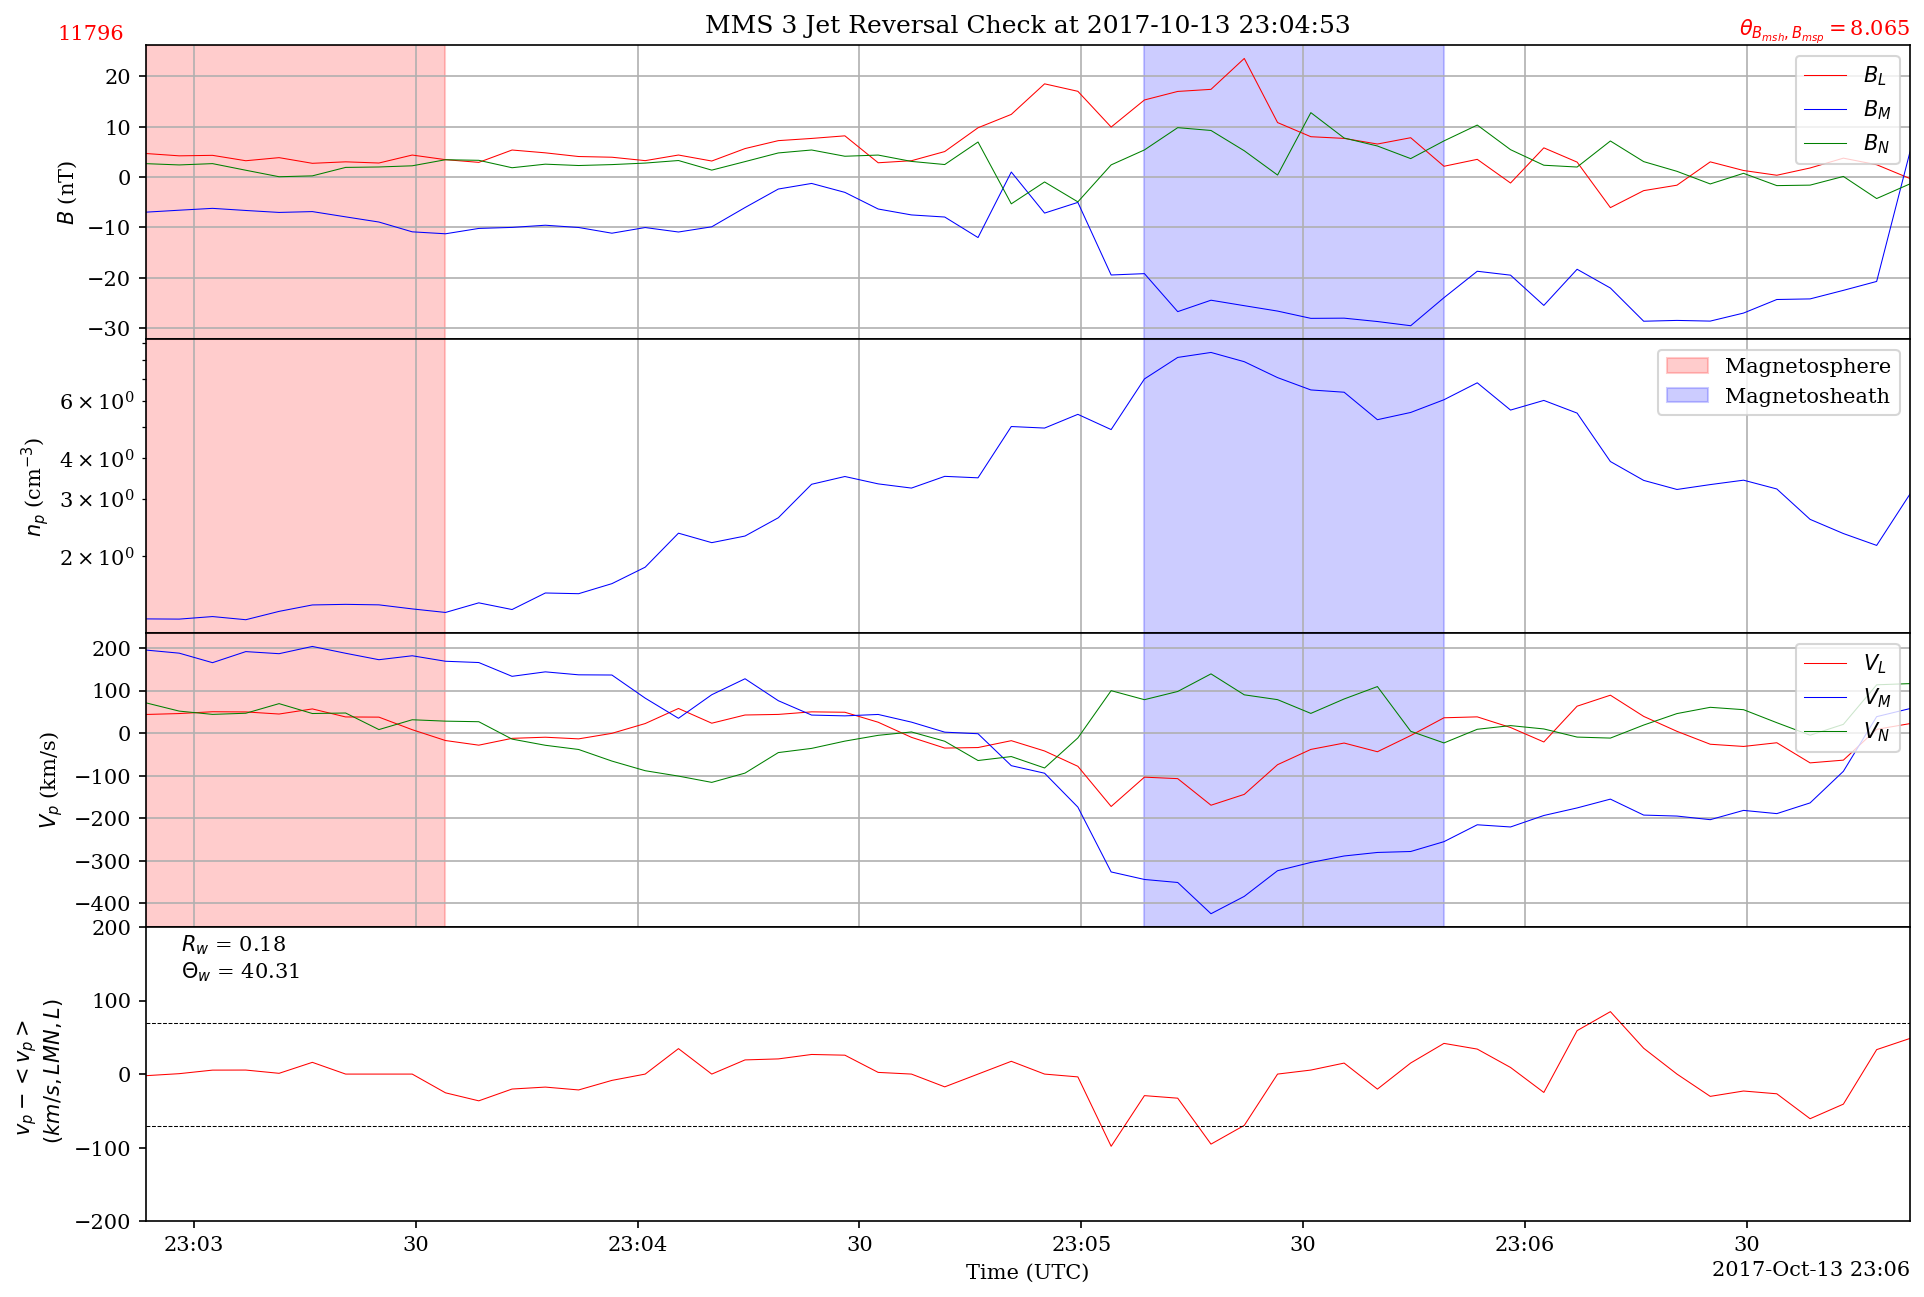 11796
MMS 3 Jet Reversal Check at 2017-10-13 23:04:53
θ_{B_{msh}, B_{msp}} = 8.065
B (nT)
20
10
0
−10
−20
−30
B_L
B_M
B_N
n_p (cm^{−3})
6 × 10^0
4 × 10^0
3 × 10^0
2 × 10^0
Magnetosphere
Magnetosheath
V_p (km/s)
200
100
0
−100
−200
−300
−400
V_L
V_M
V_N
v_p − < v_p >
(km/s, LMN, L)
200
100
0
−100
−200
R_w = 0.18
Θ_w = 40.31
23:03 30 23:04 30 23:05 30 23:06 30
Time (UTC)
2017-Oct-13 23:06